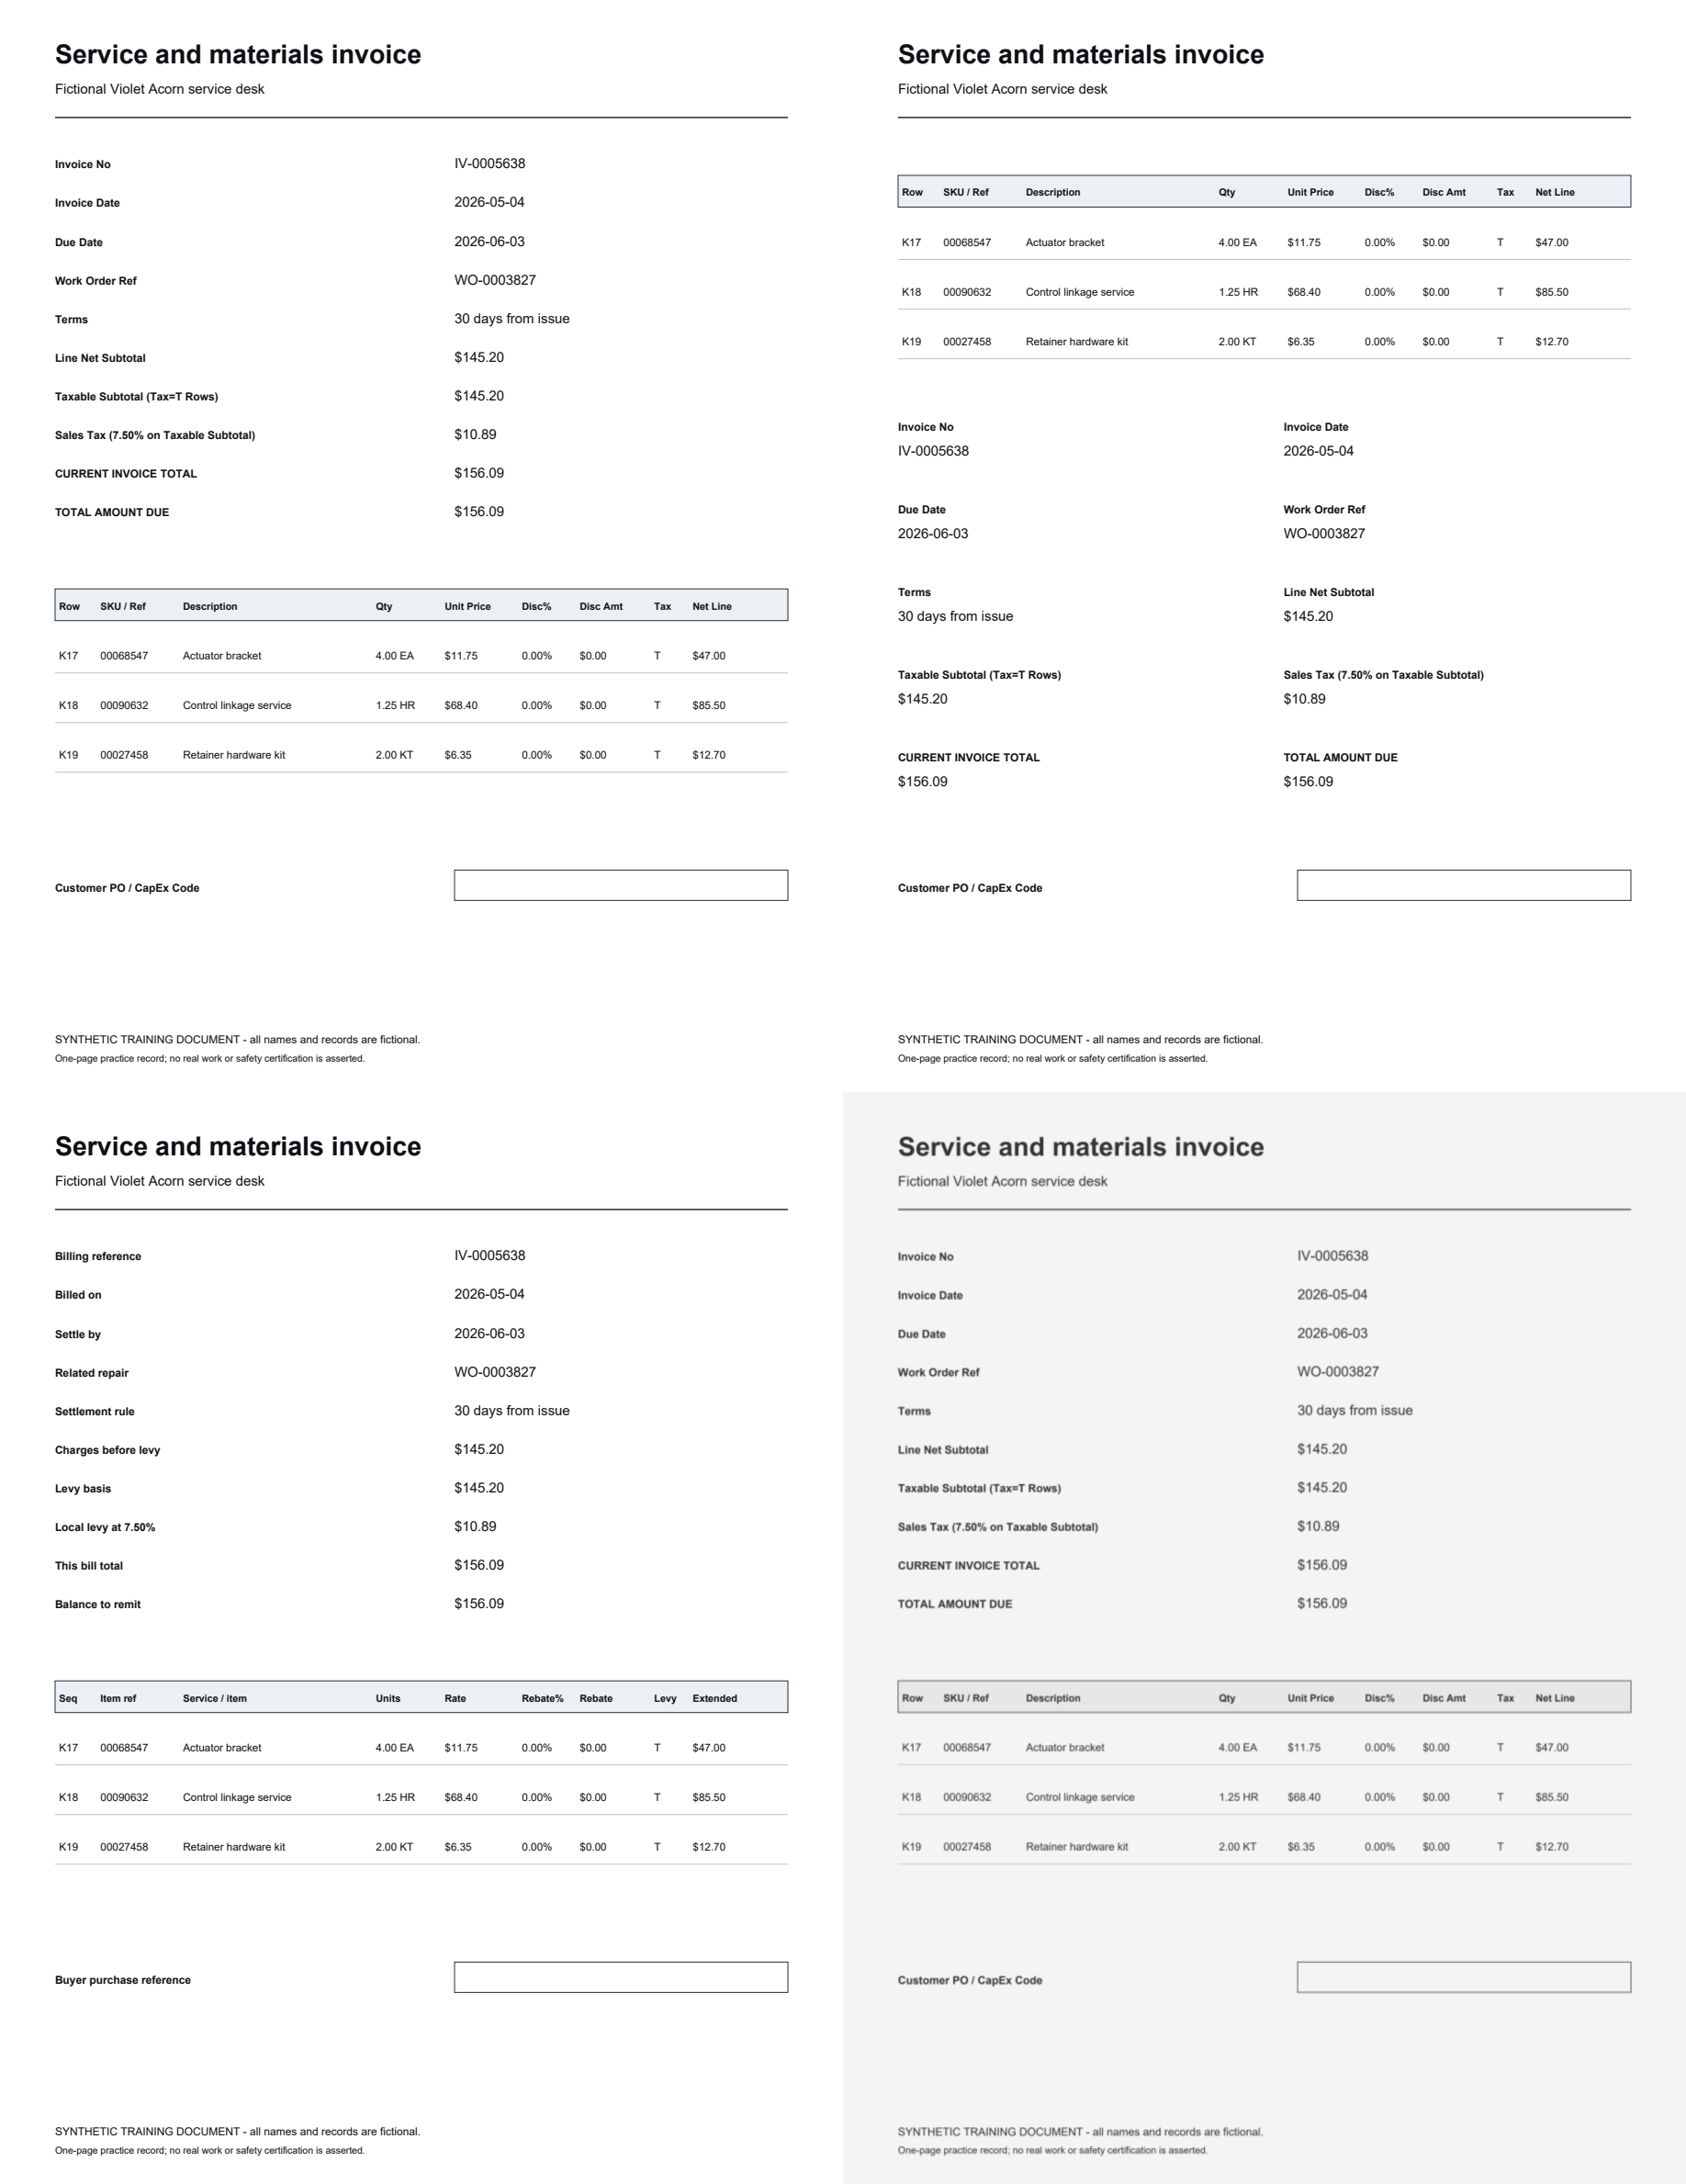 Service and materials invoice
Fictional Violet Acorn service desk
Invoice No IV-0005638
Invoice Date 2026-05-04
Due Date 2026-06-03
Work Order Ref WO-0003827
Terms 30 days from issue
Line Net Subtotal $145.20
Taxable Subtotal (Tax=T Rows) $145.20
Sales Tax (7.50% on Taxable Subtotal) $10.89
CURRENT INVOICE TOTAL $156.09
TOTAL AMOUNT DUE $156.09
Row SKU / Ref Description Qty Unit Price Disc% Disc Amt Tax Net Line
K17 00068547 Actuator bracket 4.00 EA $11.75 0.00% $0.00 T $47.00
K18 00090632 Control linkage service 1.25 HR $68.40 0.00% $0.00 T $85.50
K19 00027458 Retainer hardware kit 2.00 KT $6.35 0.00% $0.00 T $12.70
Customer PO / CapEx Code
SYNTHETIC TRAINING DOCUMENT - all names and records are fictional.
One-page practice record; no real work or safety certification is asserted.
Service and materials invoice
Fictional Violet Acorn service desk
Row SKU / Ref Description Qty Unit Price Disc% Disc Amt Tax Net Line
K17 00068547 Actuator bracket 4.00 EA $11.75 0.00% $0.00 T $47.00
K18 00090632 Control linkage service 1.25 HR $68.40 0.00% $0.00 T $85.50
K19 00027458 Retainer hardware kit 2.00 KT $6.35 0.00% $0.00 T $12.70
Invoice No Invoice Date
IV-0005638 2026-05-04
Due Date Work Order Ref
2026-06-03 WO-0003827
Terms Line Net Subtotal
30 days from issue $145.20
Taxable Subtotal (Tax=T Rows) Sales Tax (7.50% on Taxable Subtotal)
$145.20 $10.89
CURRENT INVOICE TOTAL TOTAL AMOUNT DUE
$156.09 $156.09
Customer PO / CapEx Code
SYNTHETIC TRAINING DOCUMENT - all names and records are fictional.
One-page practice record; no real work or safety certification is asserted.
Service and materials invoice
Fictional Violet Acorn service desk
Billing reference IV-0005638
Billed on 2026-05-04
Settle by 2026-06-03
Related repair WO-0003827
Settlement rule 30 days from issue
Charges before levy $145.20
Levy basis $145.20
Local levy at 7.50% $10.89
This bill total $156.09
Balance to remit $156.09
Seq Item ref Service / item Units Rate Rebate% Rebate Levy Extended
K17 00068547 Actuator bracket 4.00 EA $11.75 0.00% $0.00 T $47.00
K18 00090632 Control linkage service 1.25 HR $68.40 0.00% $0.00 T $85.50
K19 00027458 Retainer hardware kit 2.00 KT $6.35 0.00% $0.00 T $12.70
Buyer purchase reference
SYNTHETIC TRAINING DOCUMENT - all names and records are fictional.
One-page practice record; no real work or safety certification is asserted.
Service and materials invoice
Fictional Violet Acorn service desk
Invoice No IV-0005638
Invoice Date 2026-05-04
Due Date 2026-06-03
Work Order Ref WO-0003827
Terms 30 days from issue
Line Net Subtotal $145.20
Taxable Subtotal (Tax=T Rows) $145.20
Sales Tax (7.50% on Taxable Subtotal) $10.89
CURRENT INVOICE TOTAL $156.09
TOTAL AMOUNT DUE $156.09
Row SKU / Ref Description Qty Unit Price Disc% Disc Amt Tax Net Line
K17 00068547 Actuator bracket 4.00 EA $11.75 0.00% $0.00 T $47.00
K18 00090632 Control linkage service 1.25 HR $68.40 0.00% $0.00 T $85.50
K19 00027458 Retainer hardware kit 2.00 KT $6.35 0.00% $0.00 T $12.70
Customer PO / CapEx Code
SYNTHETIC TRAINING DOCUMENT - all names and records are fictional.
One-page practice record; no real work or safety certification is asserted.